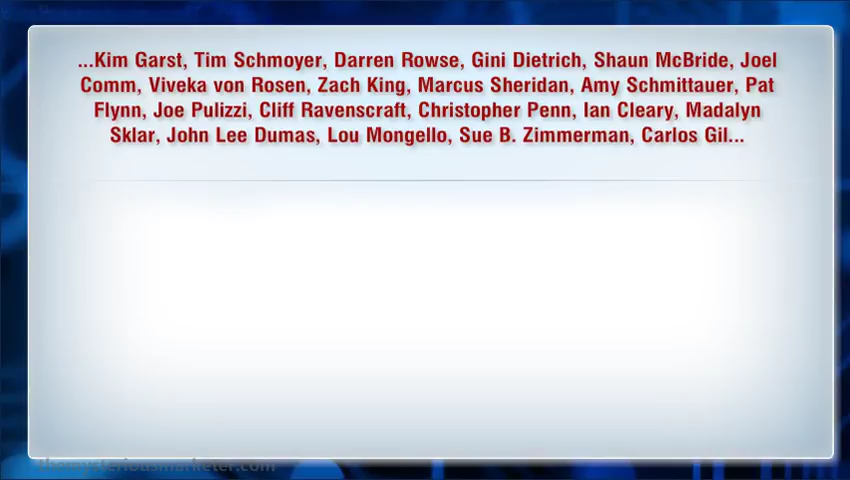 ...Kim Garst, Tim Schmoyer, Darren Rowse, Gini Dietrich, Shaun McBride, Joel
Comm, Viveka von Rosen, Zach King, Marcus Sheridan, Amy Schmittauer, Pat
Flynn, Joe Pulizzi, Cliff Ravenscraft, Christopher Penn, Ian Cleary, Madalyn
Sklar, John Lee Dumas, Lou Mongello, Sue B. Zimmerman, Carlos Gil...
themysteriousmarketer.com